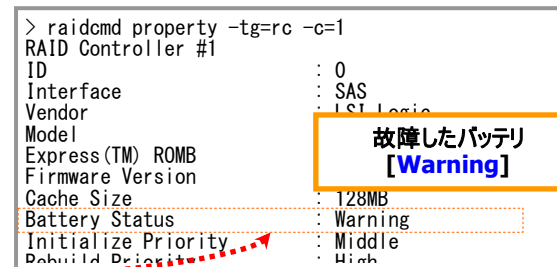 > raidcmd property -tg=rc -c=1
RAID Controller #1
ID : 0
Interface : SAS
Vendor : LSI Logic
Model
Express(TM) ROMB
Firmware Version
Cache Size : 128MB
Battery Status : Warning
Initialize Priority : Middle
Rebuild Priority : High
故障したバッテリ
[Warning]